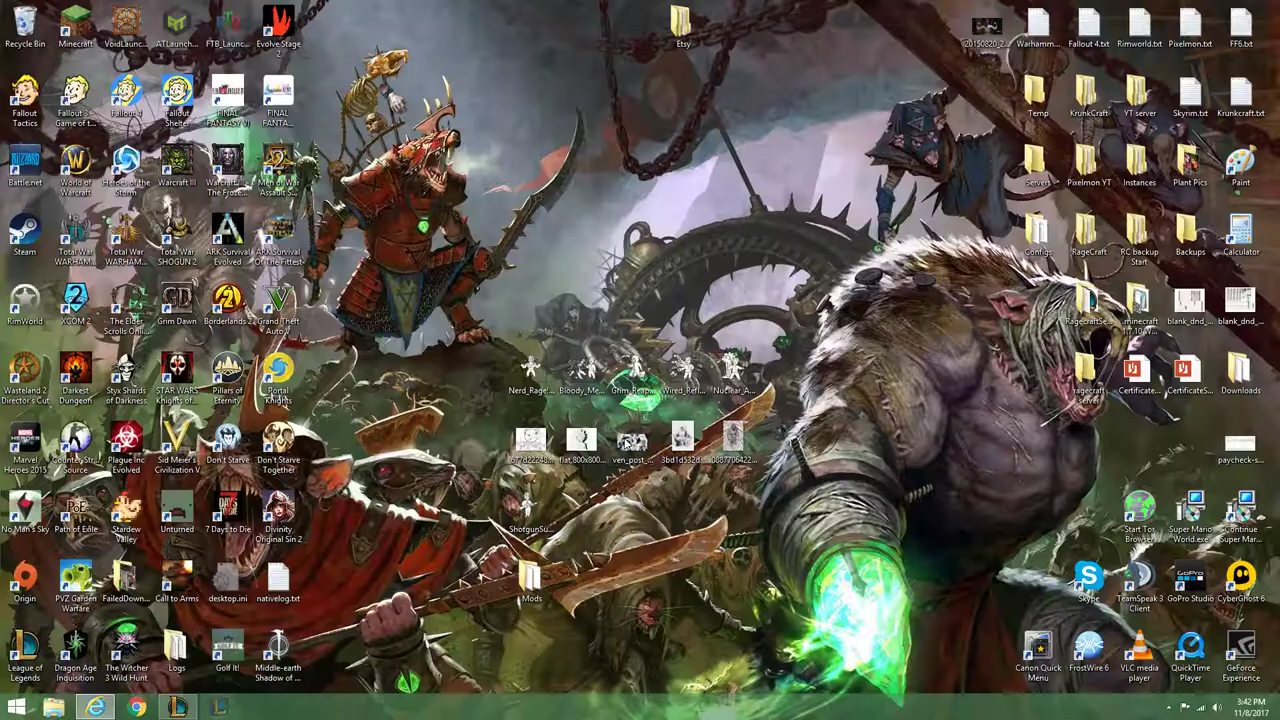 Recycle Bin
Minecraft
VoidLaunc...
ATLaunch...
FTB_Launc...
Evolve Stage
2
Etsy
20150820_2...
Warhamm...
Fallout 4.txt
Rimworld.txt
Pixelmon.txt
FF6.txt
Fallout
Tactics
Fallout 3 -
Game of t...
Fallout 4
Fallout
Shelter
FINAL
FANTASY VI
FINAL
FANTA...
Temp
KrunkCraft
YT server
Skyrim.txt
Krunkcraft.txt
Battle.net
World of
Warcraft
Heroes of the
Storm
Warcraft III
Warcraft III
The Froze...
Men of War
Assault S...
Servers
Pixelmon YT
Instances
Plant Pics
Paint
Steam
Total War
WARHAM...
Total War
WARHAM...
Total War
SHOGUN 2
ARK Survival
Evolved
ARK Survival
Of The Fittest
Configs
RageCraft
RC backup
Start
Backups
Calculator
RimWorld
XCOM 2
The Elder
Scrolls Onli...
Grim Dawn
Borderlands 2
Grand Theft
Auto V
RagecraftSe...
.minecraft
1.7.10
blank_dnd_...
blank_dnd_...
Wasteland 2
Director's Cut
Darkest
Dungeon
Styx Shards
of Darkness
STAR WARS
Knights of...
Pillars of
Eternity
Portal
Knights
Nerd_Rage!...
Bloody_Me...
Grim_Reap...
Wired_Refl...
Nuclear_A...
ragecraft
server
Certificate...
CertificateS...
Downloads
Marvel
Heroes 2015
Counter-Str...
Source
Plague Inc
Evolved
Sid Meier's
Civilization V
Don't Starve
Don't Starve
Together
677d22248...
flat,800x800...
ven_post_...
3bd1d532d...
0887706422...
paycheck-s...
No Man's Sky
Path of Exile
Stardew
Valley
Unturned
7 Days to Die
Divinity
Original Sin 2
ShotgunSu...
Start Tor
Browser
Super Mario
World.exe
Continue
Super Mar...
Origin
PVZ Garden
Warfare
FailedDown...
Call to Arms
desktop.ini
nativelog.txt
Mods
Skype
TeamSpeak 3
Client
GoPro Studio
CyberGhost 6
League of
Legends
Dragon Age
Inquisition
The Witcher
3 Wild Hunt
Logs
Golf It!
Middle-earth
Shadow of ...
Canon Quick
Menu
FrostWire 6
VLC media
player
QuickTime
Player
GeForce
Experience
3:42 PM
11/8/2017